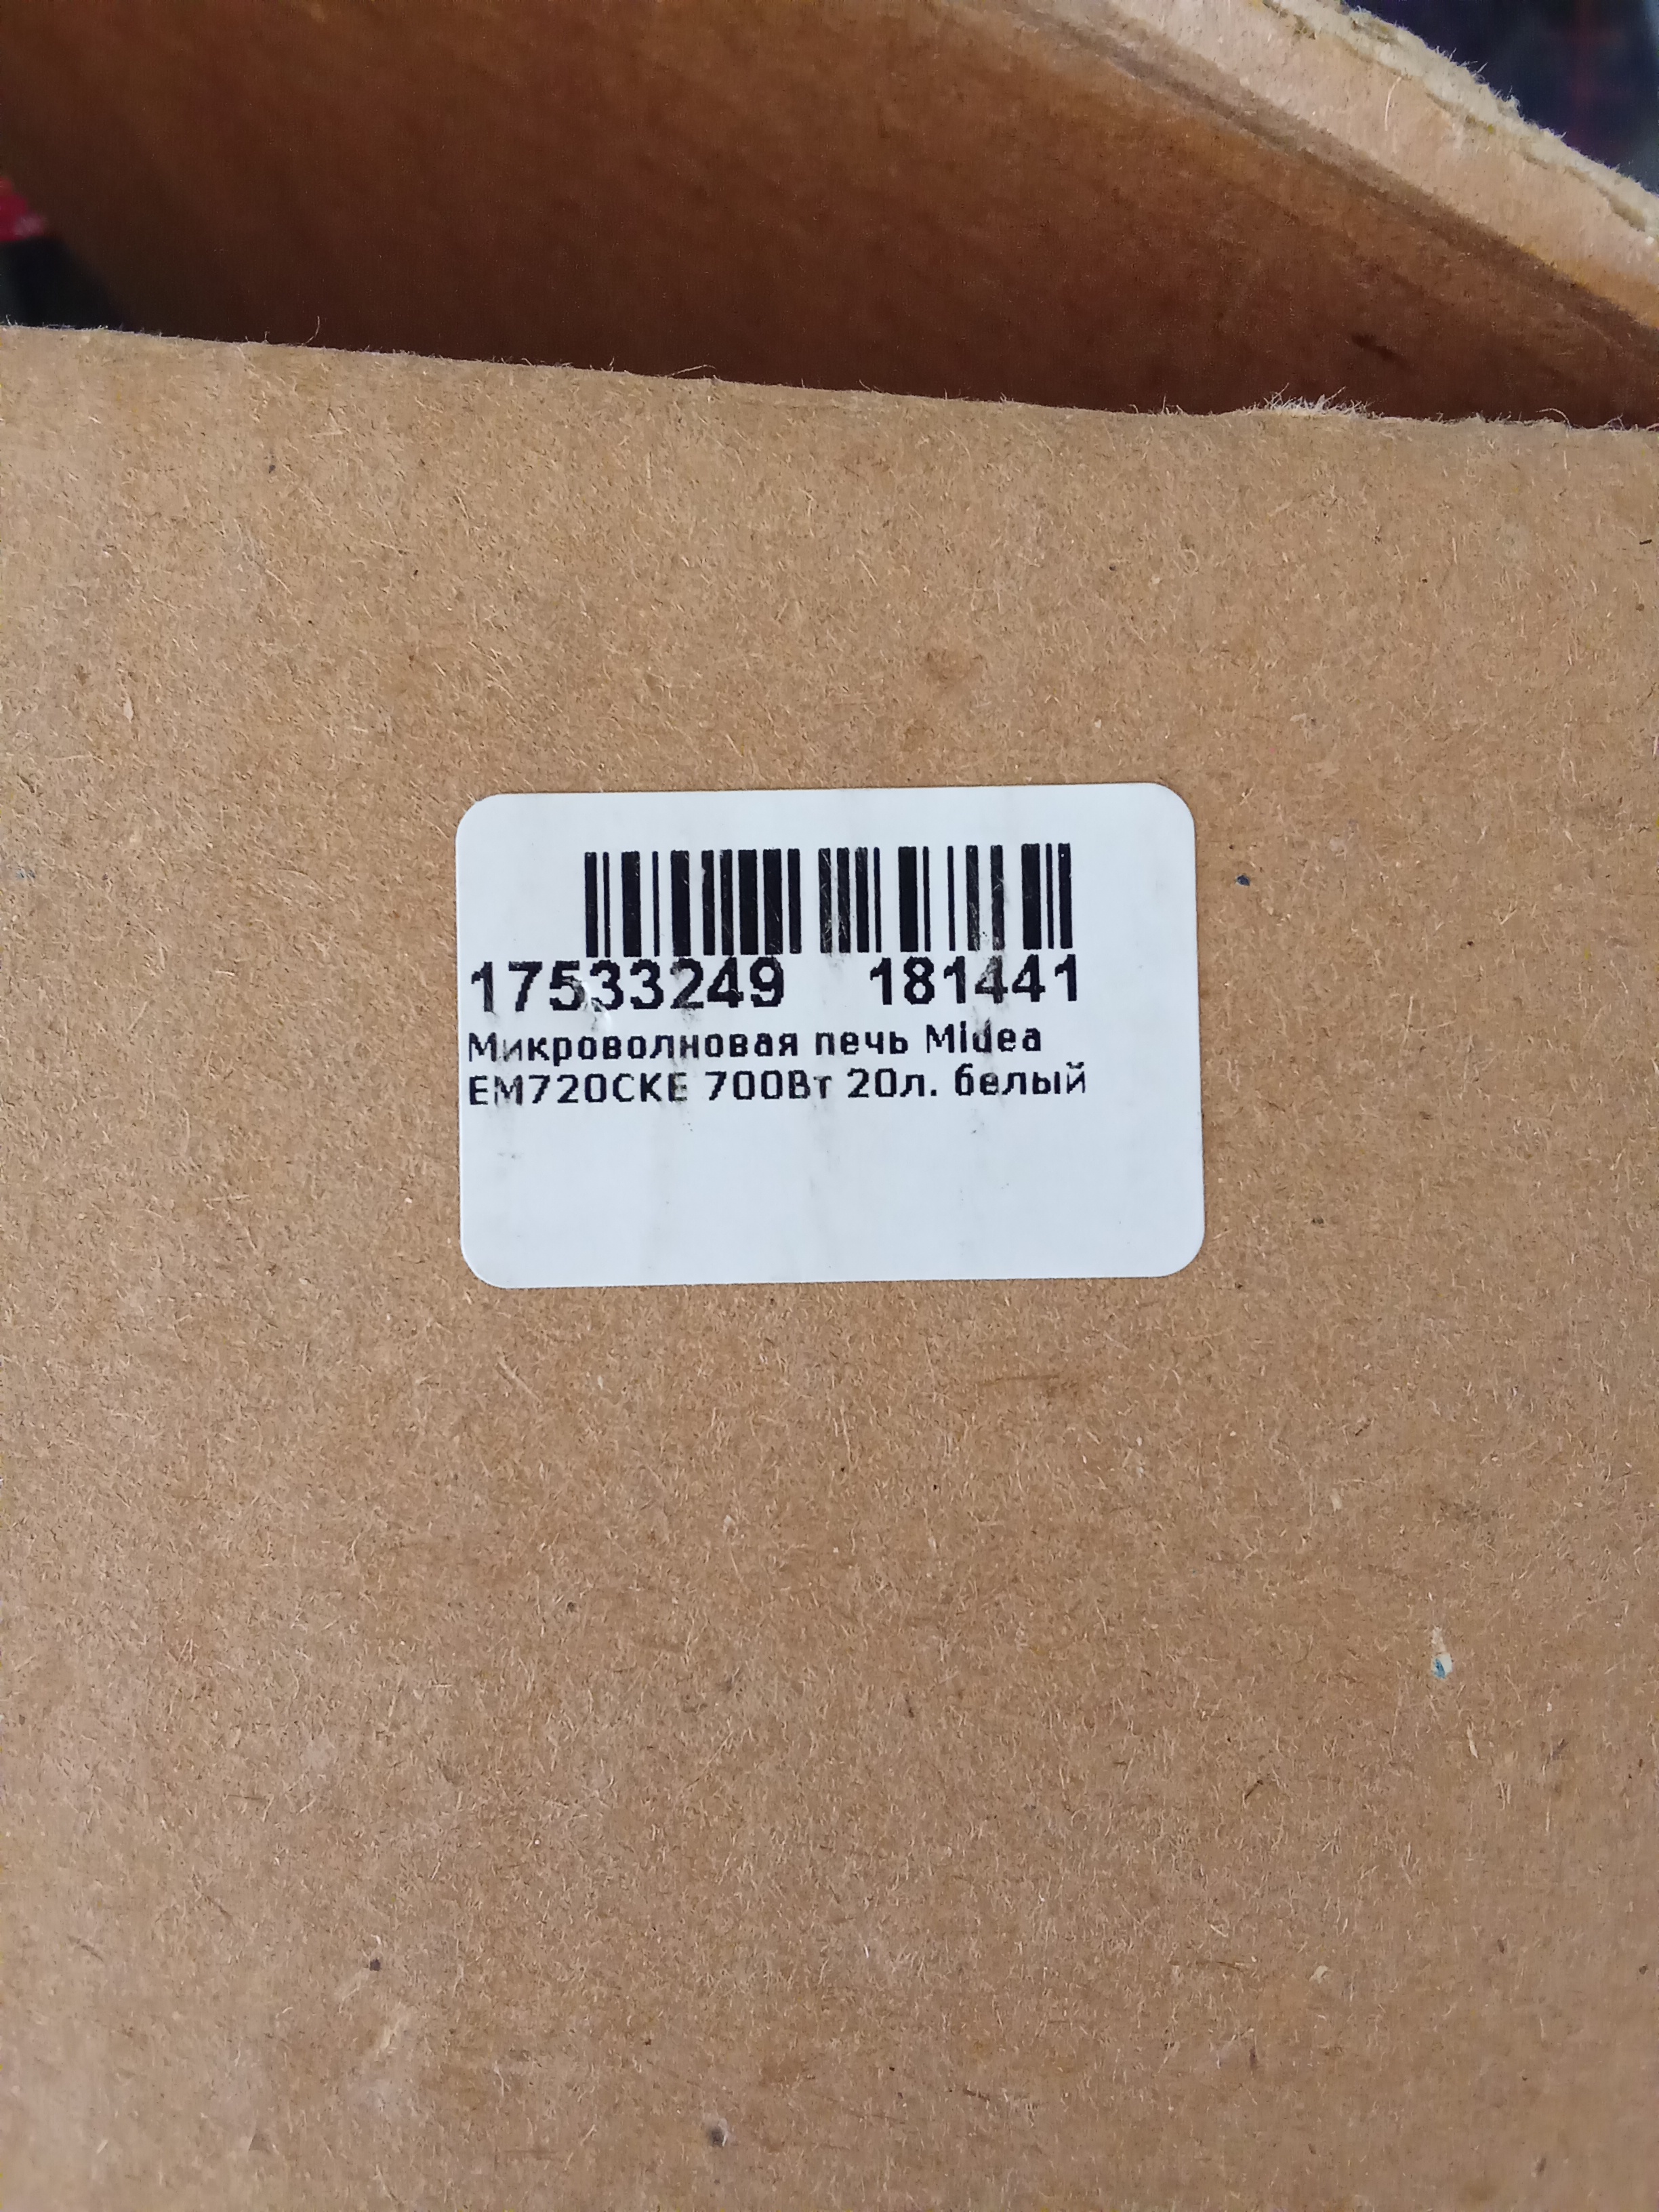 17533249 181441
Микроволновая печь Midea
EM720CKE 700Вт 20л. белый